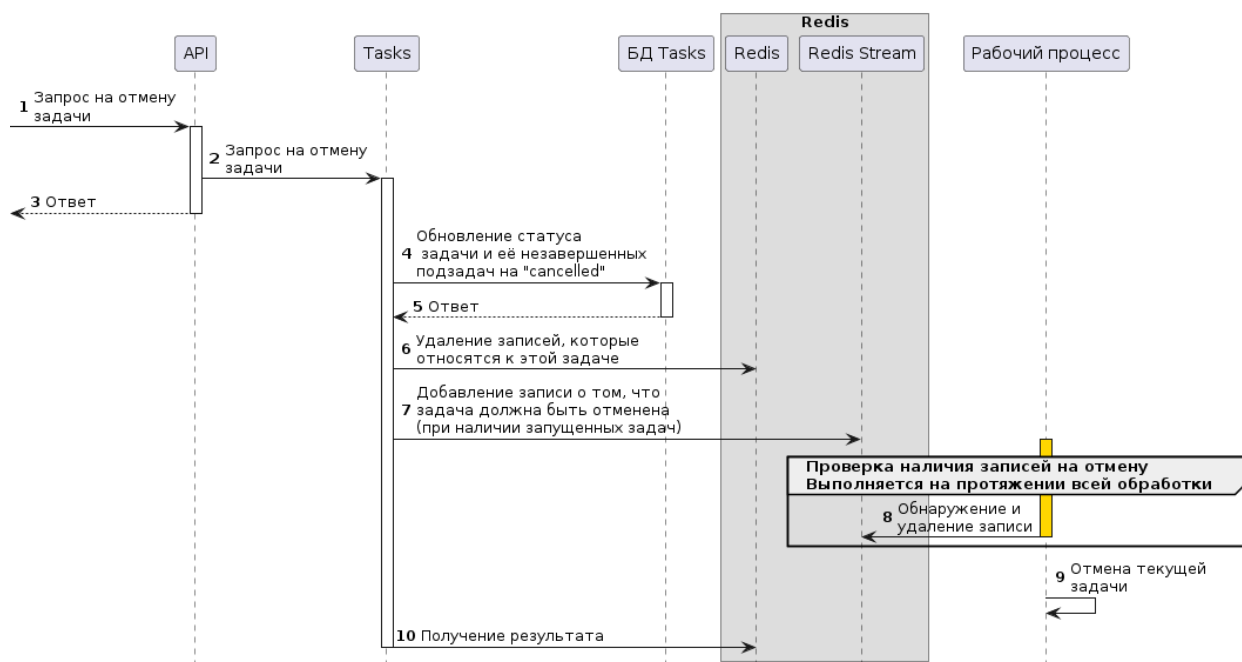 Redis
API
Tasks
БД Tasks
Redis
Redis Stream
Рабочий процесс
1 Запрос на отмену
задачи
2 Запрос на отмену
задачи
3 Ответ
Обновление статуса
4 задачи и её незавершенных
подзадач на "cancelled"
5 Ответ
6 Удаление записей, которые
относятся к этой задаче
Добавление записи о том, что
7 задача должна быть отменена
(при наличии запущенных задач)
Проверка наличия записей на отмену
Выполняется на протяжении всей обработки
8 Обнаружение и
удаление записи
9 Отмена текущей
задачи
10 Получение результата